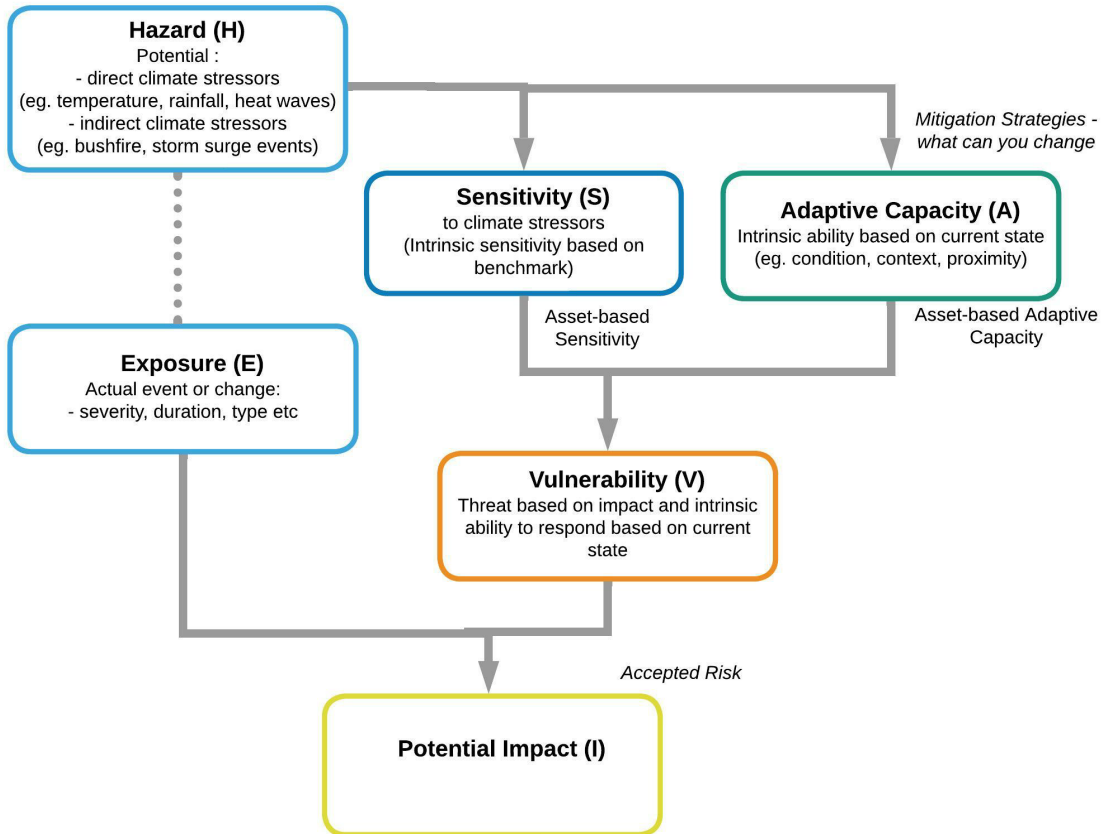 Hazard (H)
Potential :
- direct climate stressors
(eg. temperature, rainfall, heat waves)
- indirect climate stressors
(eg. bushfire, storm surge events)
Mitigation Strategies -
what can you change
Sensitivity (S)
to climate stressors
(Intrinsic sensitivity based on
benchmark)
Adaptive Capacity (A)
Intrinsic ability based on current state
(eg. condition, context, proximity)
Asset-based
Sensitivity
Asset-based Adaptive
Capacity
Exposure (E)
Actual event or change:
- severity, duration, type etc
Vulnerability (V)
Threat based on impact and intrinsic
ability to respond based on current
state
Accepted Risk
Potential Impact (I)